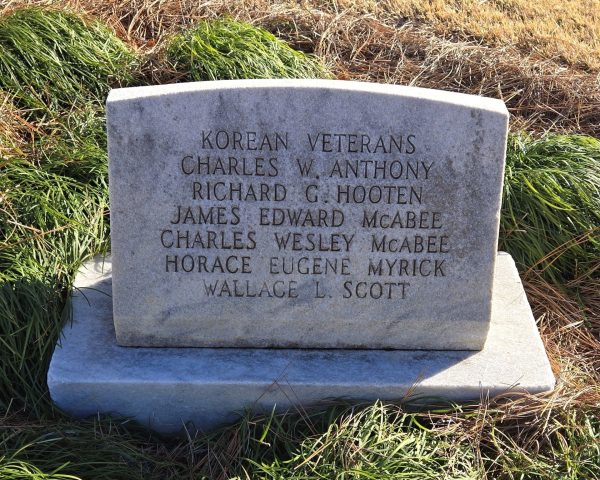 KOREAN VETERANS
CHARLES W. ANTHONY
RICHARD G. HOOTEN
JAMES EDWARD McABEE
CHARLES WESLEY McABEE
HORACE EUGENE MYRICK
WALLACE L. SCOTT